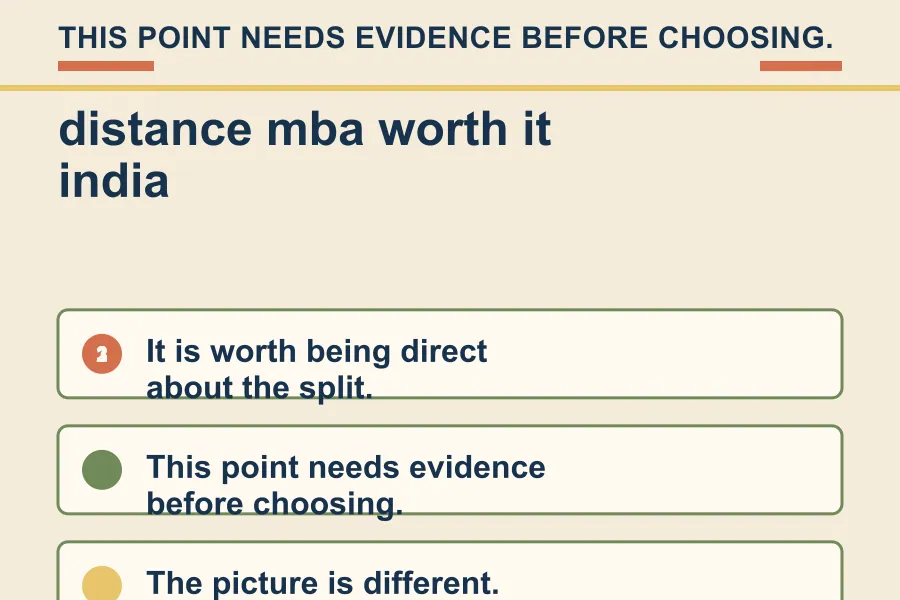 THIS POINT NEEDS EVIDENCE BEFORE CHOOSING.
distance mba worth it
india
It is worth being direct
about the split.
This point needs evidence
before choosing.
The picture is different.